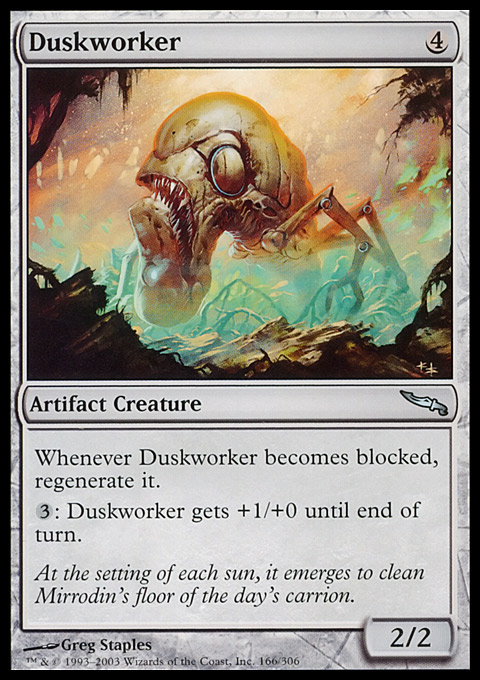 Duskworker 4
Artifact Creature
Whenever Duskworker becomes blocked,
regenerate it.
3: Duskworker gets +1/+0 until end of
turn.
At the setting of each sun, it emerges to clean
Mirrodin's floor of the day's carrion.
2/2
Greg Staples
™ & © 1993–2003 Wizards of the Coast, Inc. 166/306